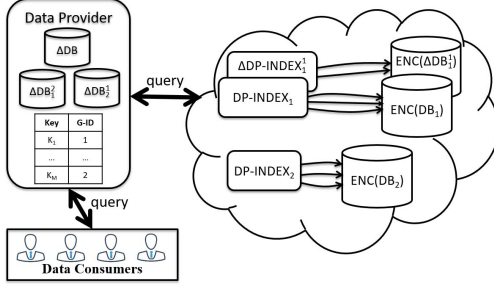 Data Provider
ΔDB
ΔDB₁² ΔDB₂¹
Key G-ID
K₁ 1
... ...
K_M 2
query
query
Data Consumers
ΔDP-INDEX₁¹
DP-INDEX₁
ENC(ΔDB₁¹)
ENC(DB₁)
DP-INDEX₂
ENC(DB₂)